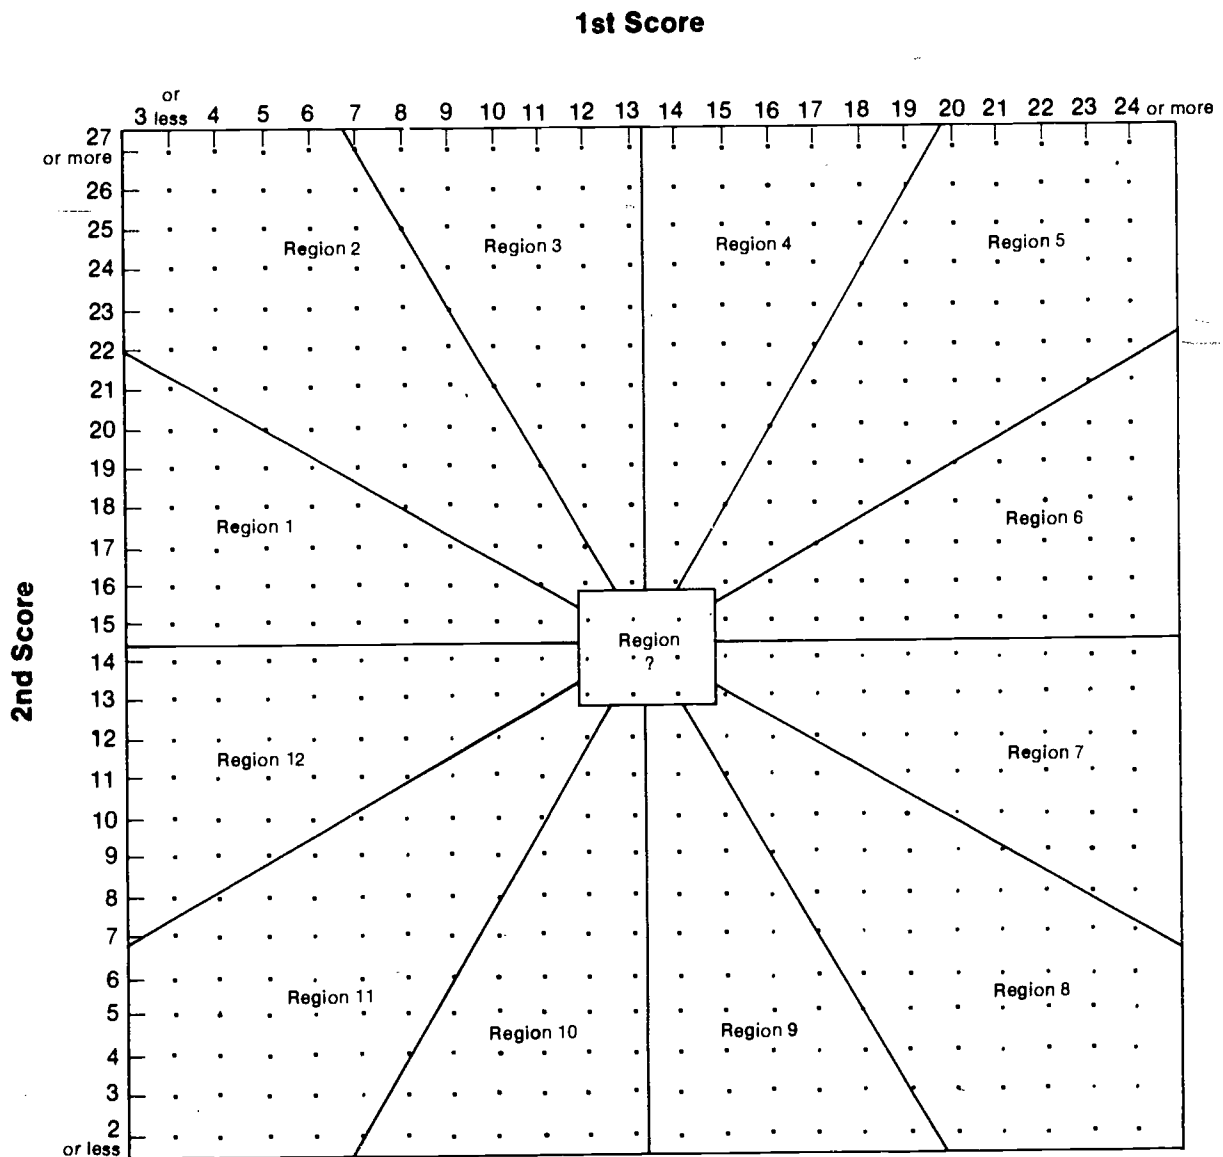 1st Score
3 or less 4 5 6 7 8 9 10 11 12 13 14 15 16 17 18 19 20 21 22 23 24 or more
27 or more
26
25
Region 2 Region 3 Region 4 Region 5
24
23
22
21
20
19
18
Region 1 Region 6
17
16
15
Region ?
14
13
12
Region 12 Region 7
11
10
9
8
7
6
Region 11 Region 8
5
Region 10 Region 9
4
3
2 or less
2nd Score